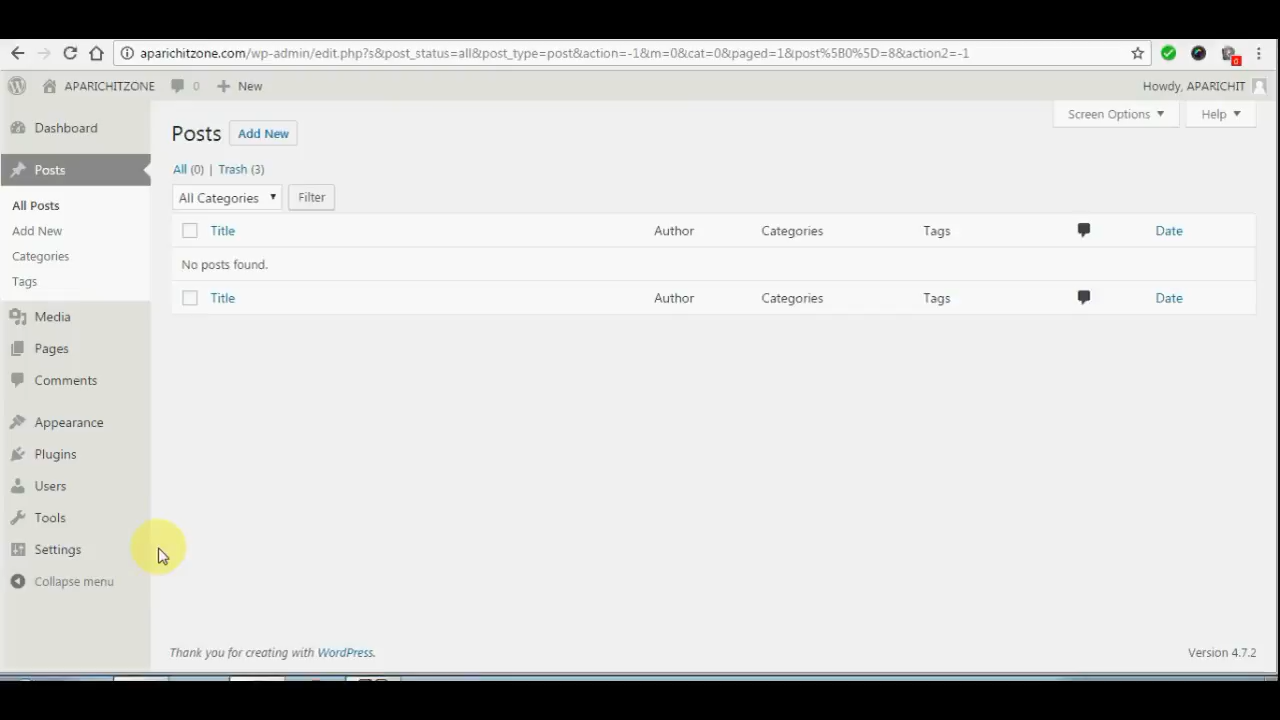 aparichitzone.com/wp-admin/edit.php?s&post_status=all&post_type=post&action=-1&m=0&cat=0&paged=1&post%5B0%5D=8&action2=-1
0
APARICHITZONE 0 New Howdy, APARICHIT
Screen Options Help
Dashboard
Posts
All Posts
Add New
Categories
Tags
Media
Pages
Comments
Appearance
Plugins
Users
Tools
Settings
Collapse menu
Posts Add New
All (0) | Trash (3)
All Categories Filter
Title Author Categories Tags Date
No posts found.
Title Author Categories Tags Date
Thank you for creating with WordPress. Version 4.7.2